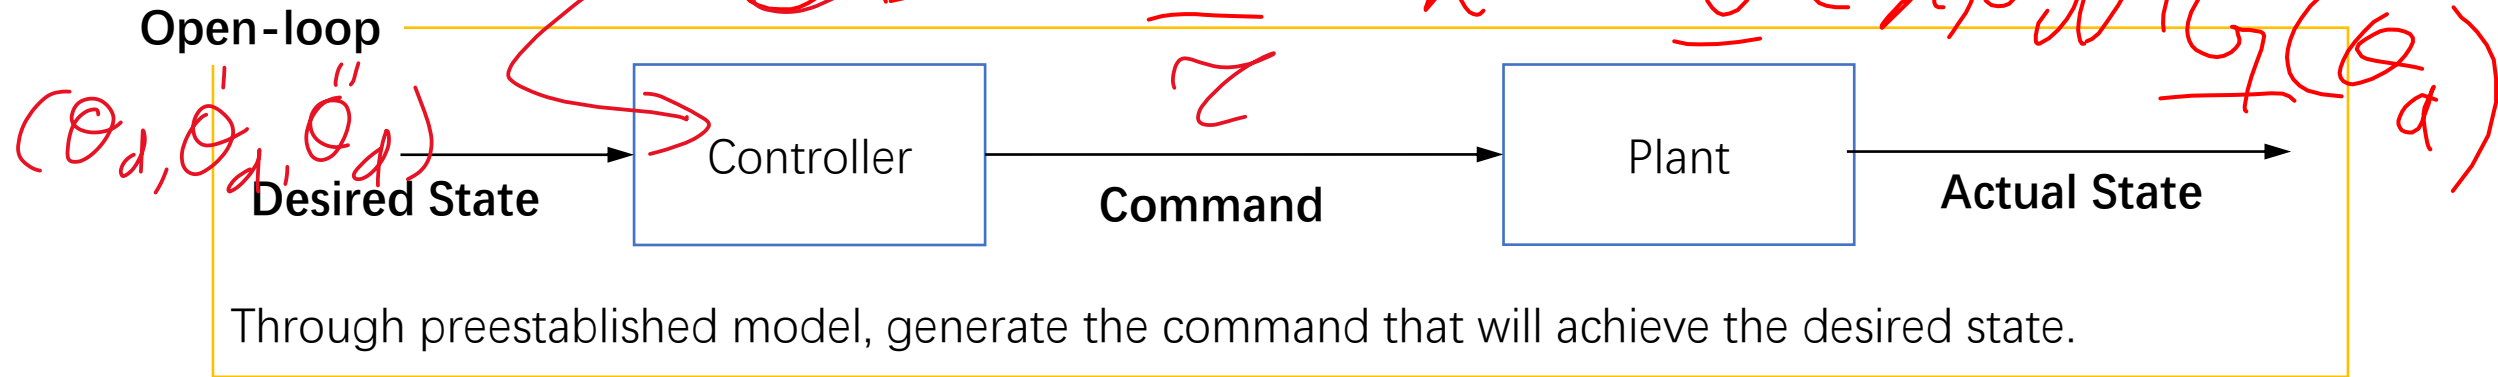 Open-loop
Controller
Plant
Desired State
Command
Actual State
Through preestablished model, generate the command that will achieve the desired state.